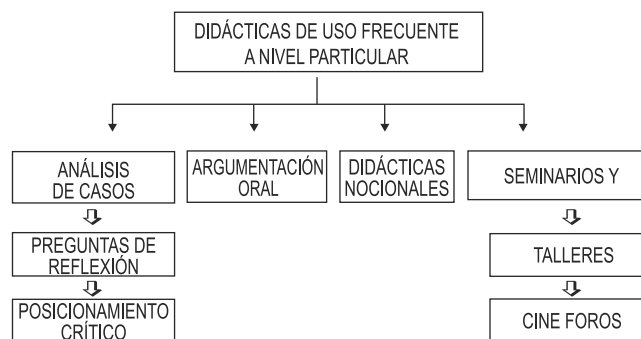 DIDÁCTICAS DE USO FRECUENTE
A NIVEL PARTICULAR
ANÁLISIS
DE CASOS
ARGUMENTACIÓN
ORAL
DIDÁCTICAS
NOCIONALES
SEMINARIOS Y
PREGUNTAS DE
REFLEXIÓN
TALLERES
POSICIONAMIENTO
CRÍTICO
CINE FOROS